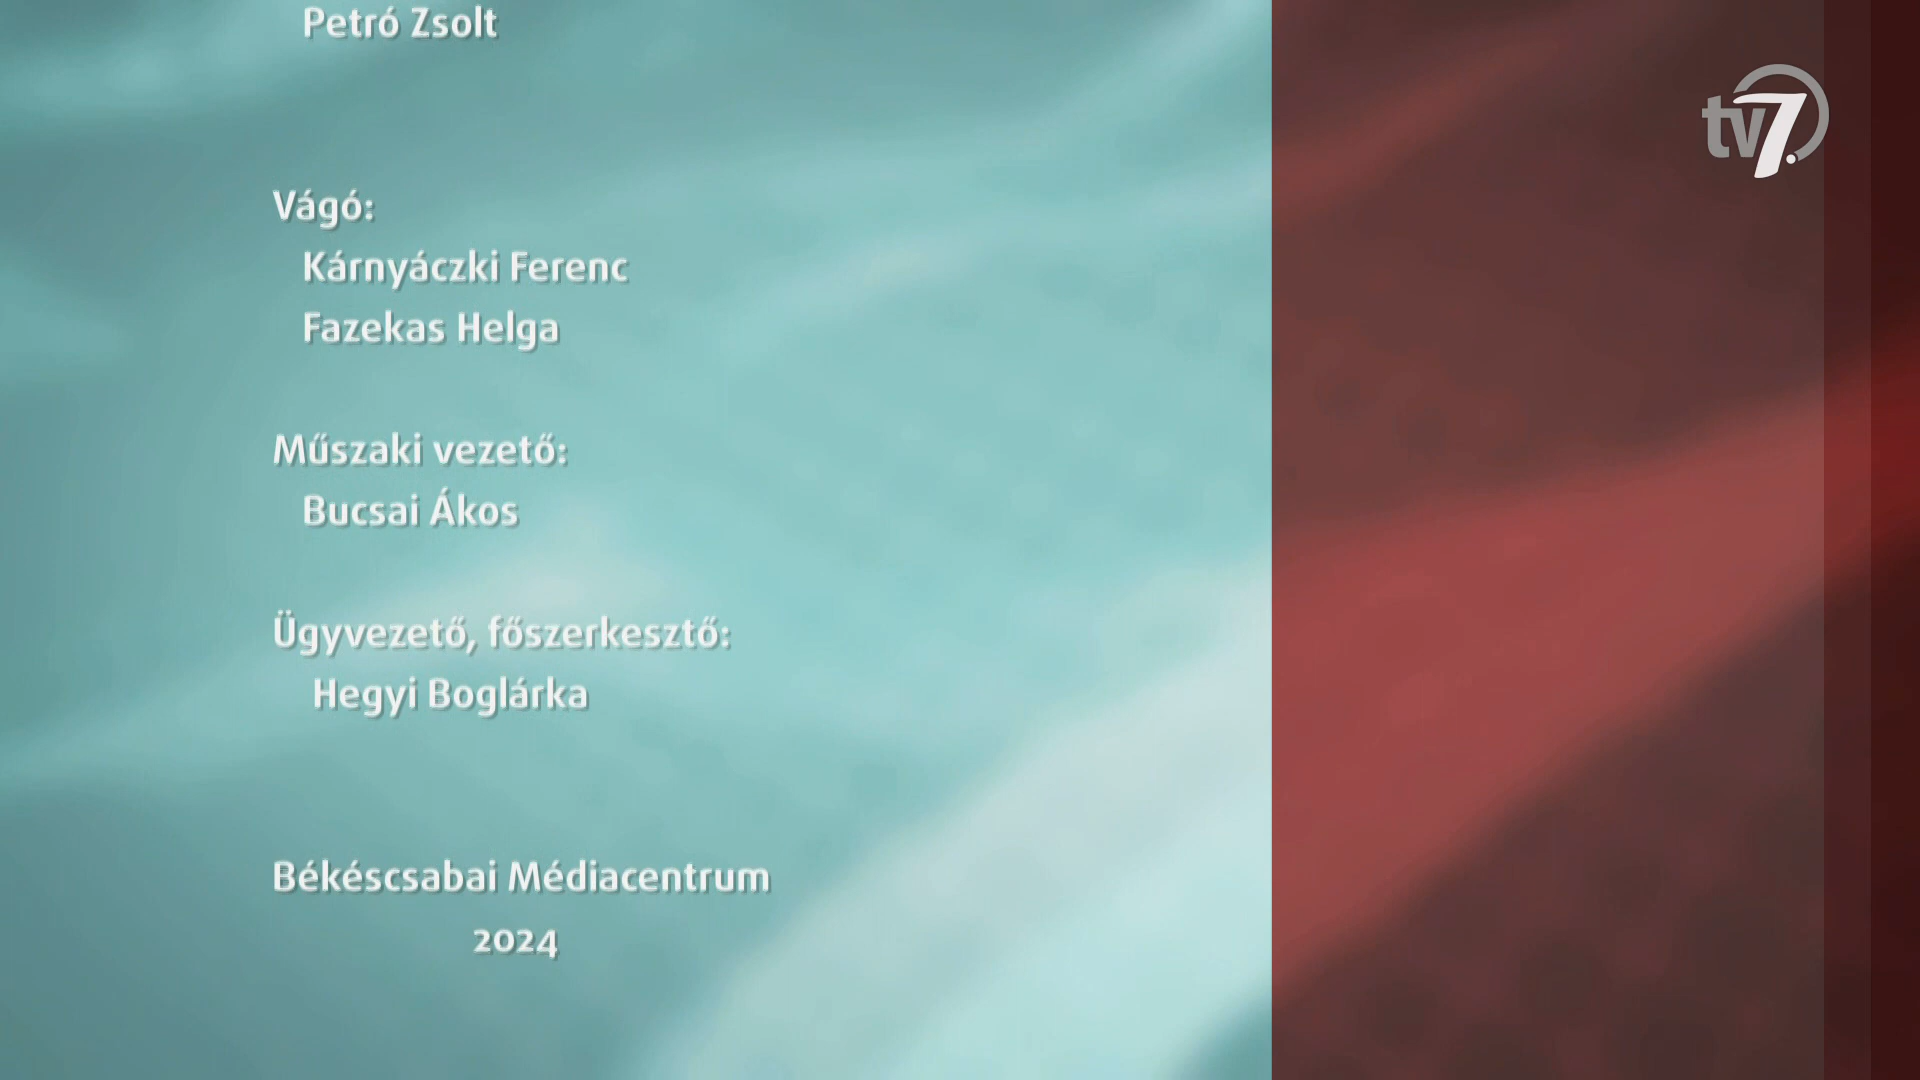 Petró Zsolt
tv7.
Vágó:
Kárnyáczki Ferenc
Fazekas Helga
Műszaki vezető:
Bucsai Ákos
Ügyvezető, főszerkesztő:
Hegyi Boglárka
Békéscsabai Médiacentrum
2024